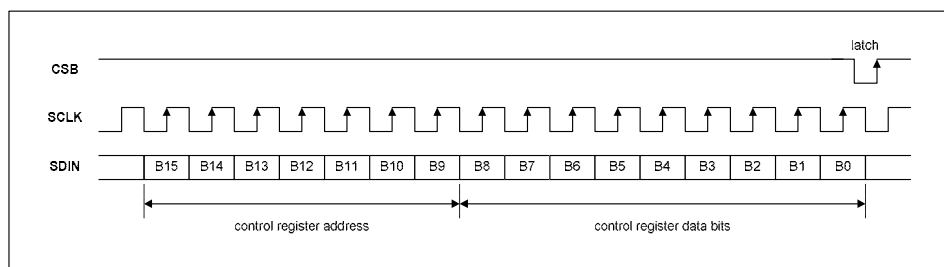 latch
CSB
SCLK
SDIN B15 B14 B13 B12 B11 B10 B9 B8 B7 B6 B5 B4 B3 B2 B1 B0
control register address control register data bits